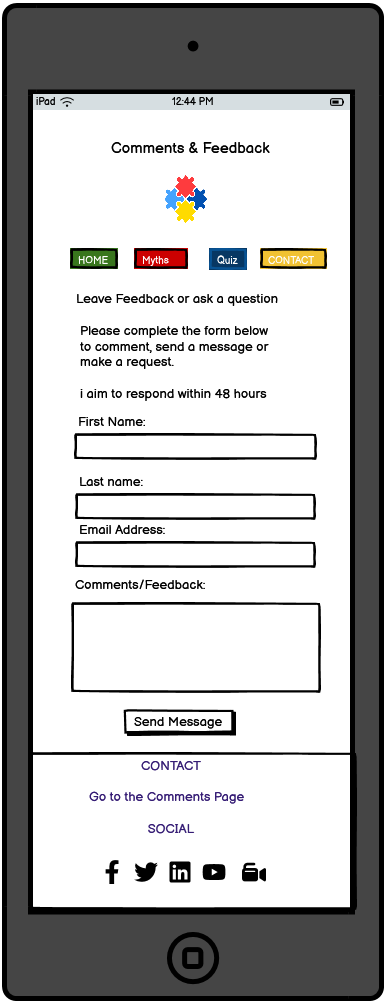 iPad 12:44 PM
Comments & Feedback
HOME Myths Quiz CONTACT
Leave Feedback or ask a question
Please complete the form below
to comment, send a message or
make a request.
i aim to respond within 48 hours
First Name:
Last name:
Email Address:
Comments/Feedback:
Send Message
CONTACT
Go to the Comments Page
SOCIAL